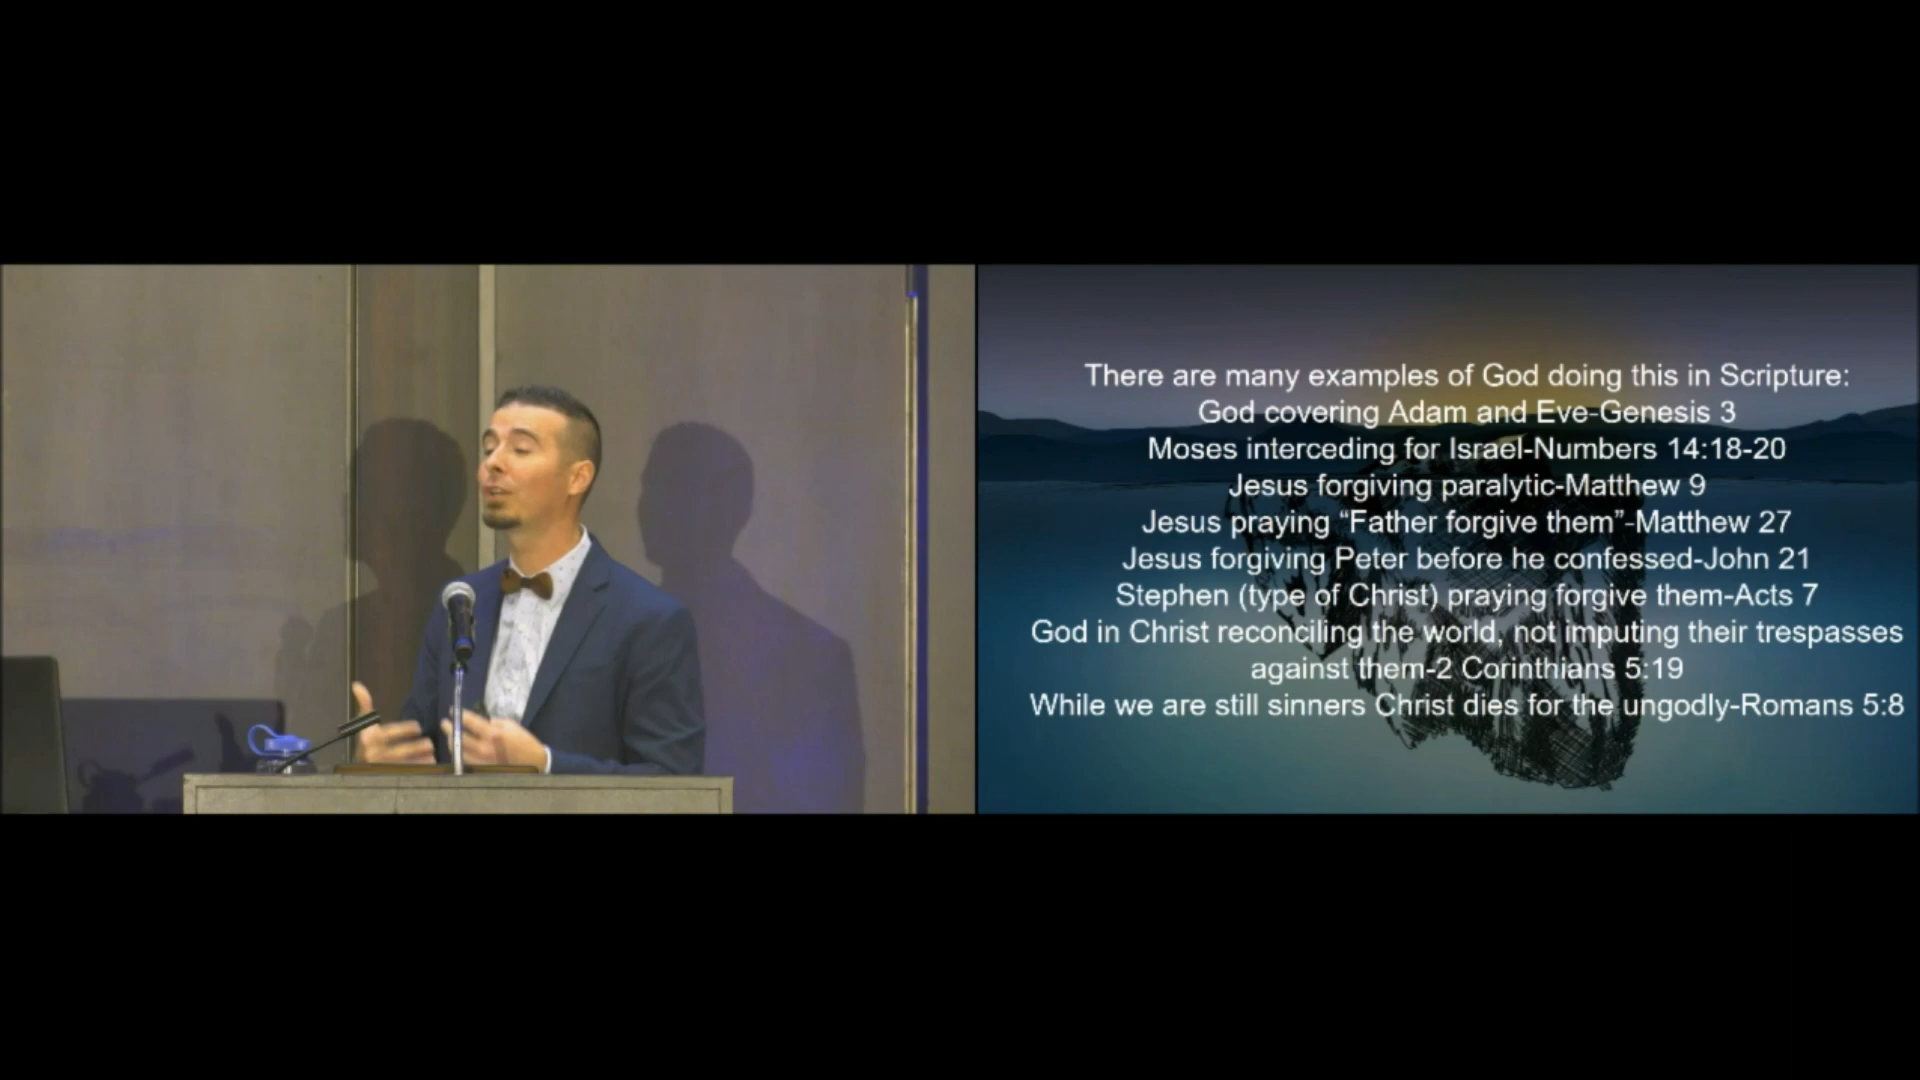 There are many examples of God doing this in Scripture:
God covering Adam and Eve-Genesis 3
Moses interceding for Israel-Numbers 14:18-20
Jesus forgiving paralytic-Matthew 9
Jesus praying “Father forgive them”-Matthew 27
Jesus forgiving Peter before he confessed-John 21
Stephen (type of Christ) praying forgive them-Acts 7
God in Christ reconciling the world, not imputing their trespasses
against them-2 Corinthians 5:19
While we are still sinners Christ dies for the ungodly-Romans 5:8